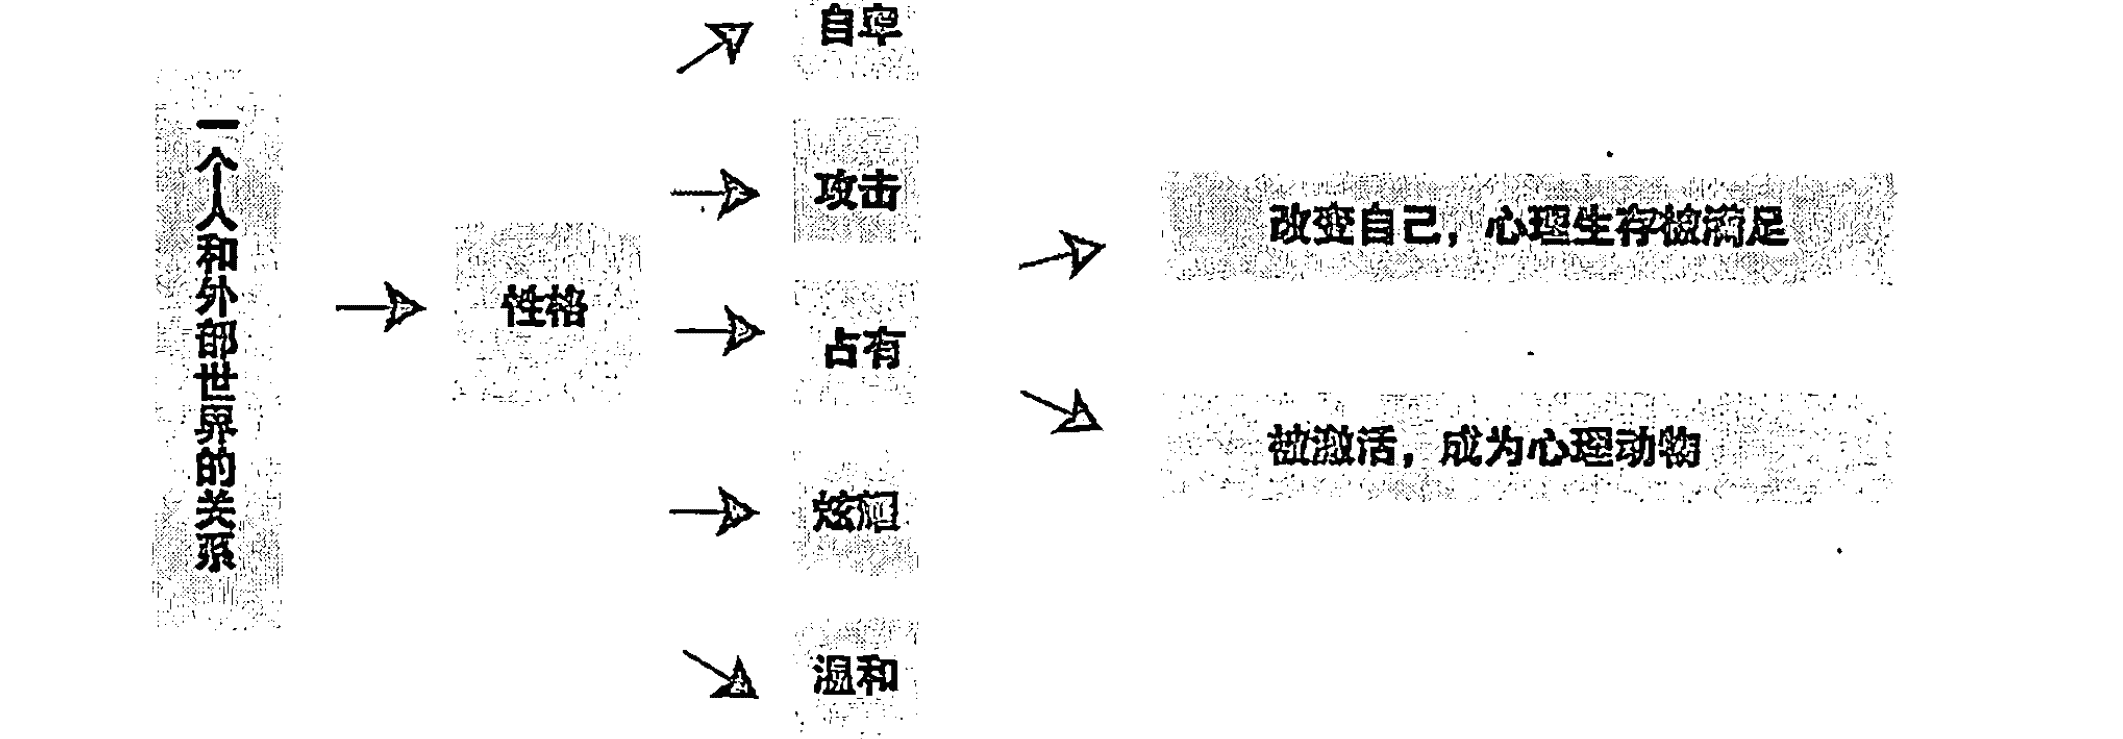 一个人和外部世界的关系
性格
自卑
攻击
占有
炫耀
温和
改变自己，心理生存被满足
被激活，成为心理动物